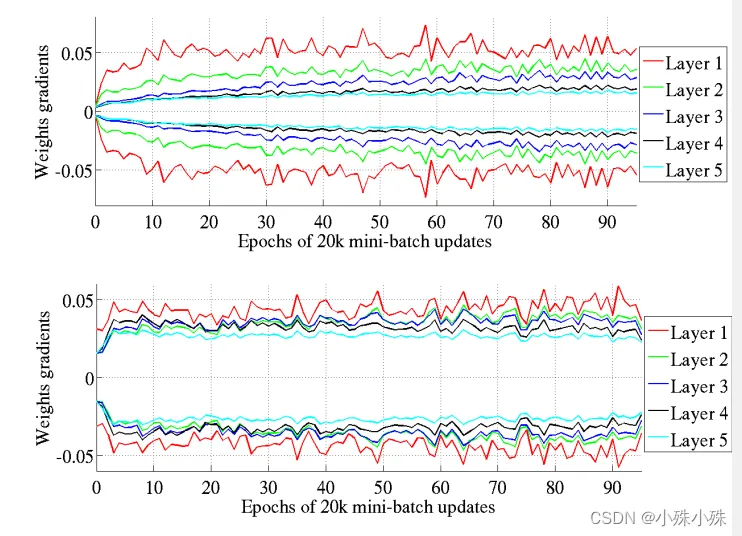 Weights gradients
0.05
0
-0.05
0 10 20 30 40 50 60 70 80 90
Epochs of 20k mini-batch updates
Layer 1
Layer 2
Layer 3
Layer 4
Layer 5
Weights gradients
0.05
0
-0.05
0 10 20 30 40 50 60 70 80 90
Epochs of 20k mini-batch updates
Layer 1
Layer 2
Layer 3
Layer 4
Layer 5
CSDN @小殊小殊